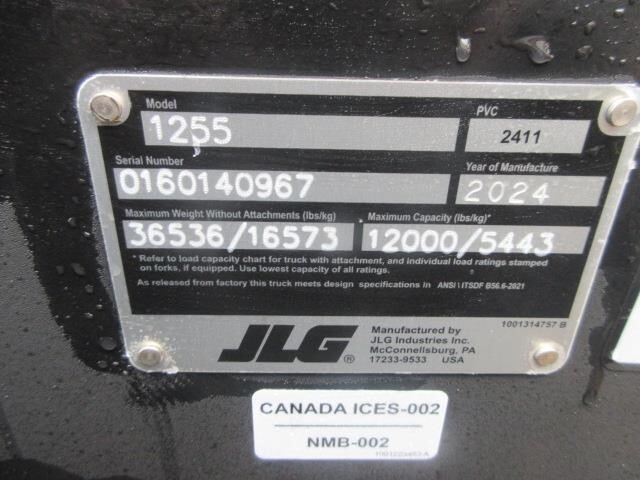 Model PVC
1255 2411
Serial Number Year of Manufacture
0160140967 2024
Maximum Weight Without Attachments (lbs/kg) Maximum Capacity (lbs/kg)*
36536/16573 12000/5443
* Refer to load capacity chart for truck with attachment, and individual load ratings stamped
on forks, if equipped. Use lowest capacity of all ratings.
As released from factory this truck meets design specifications in ANSI \ ITSDF B56.6-2021
JLG ®
Manufactured by
JLG Industries Inc.
McConnellsburg, PA
17233-9533 USA
1001314757 B
CANADA ICES-002
NMB-002